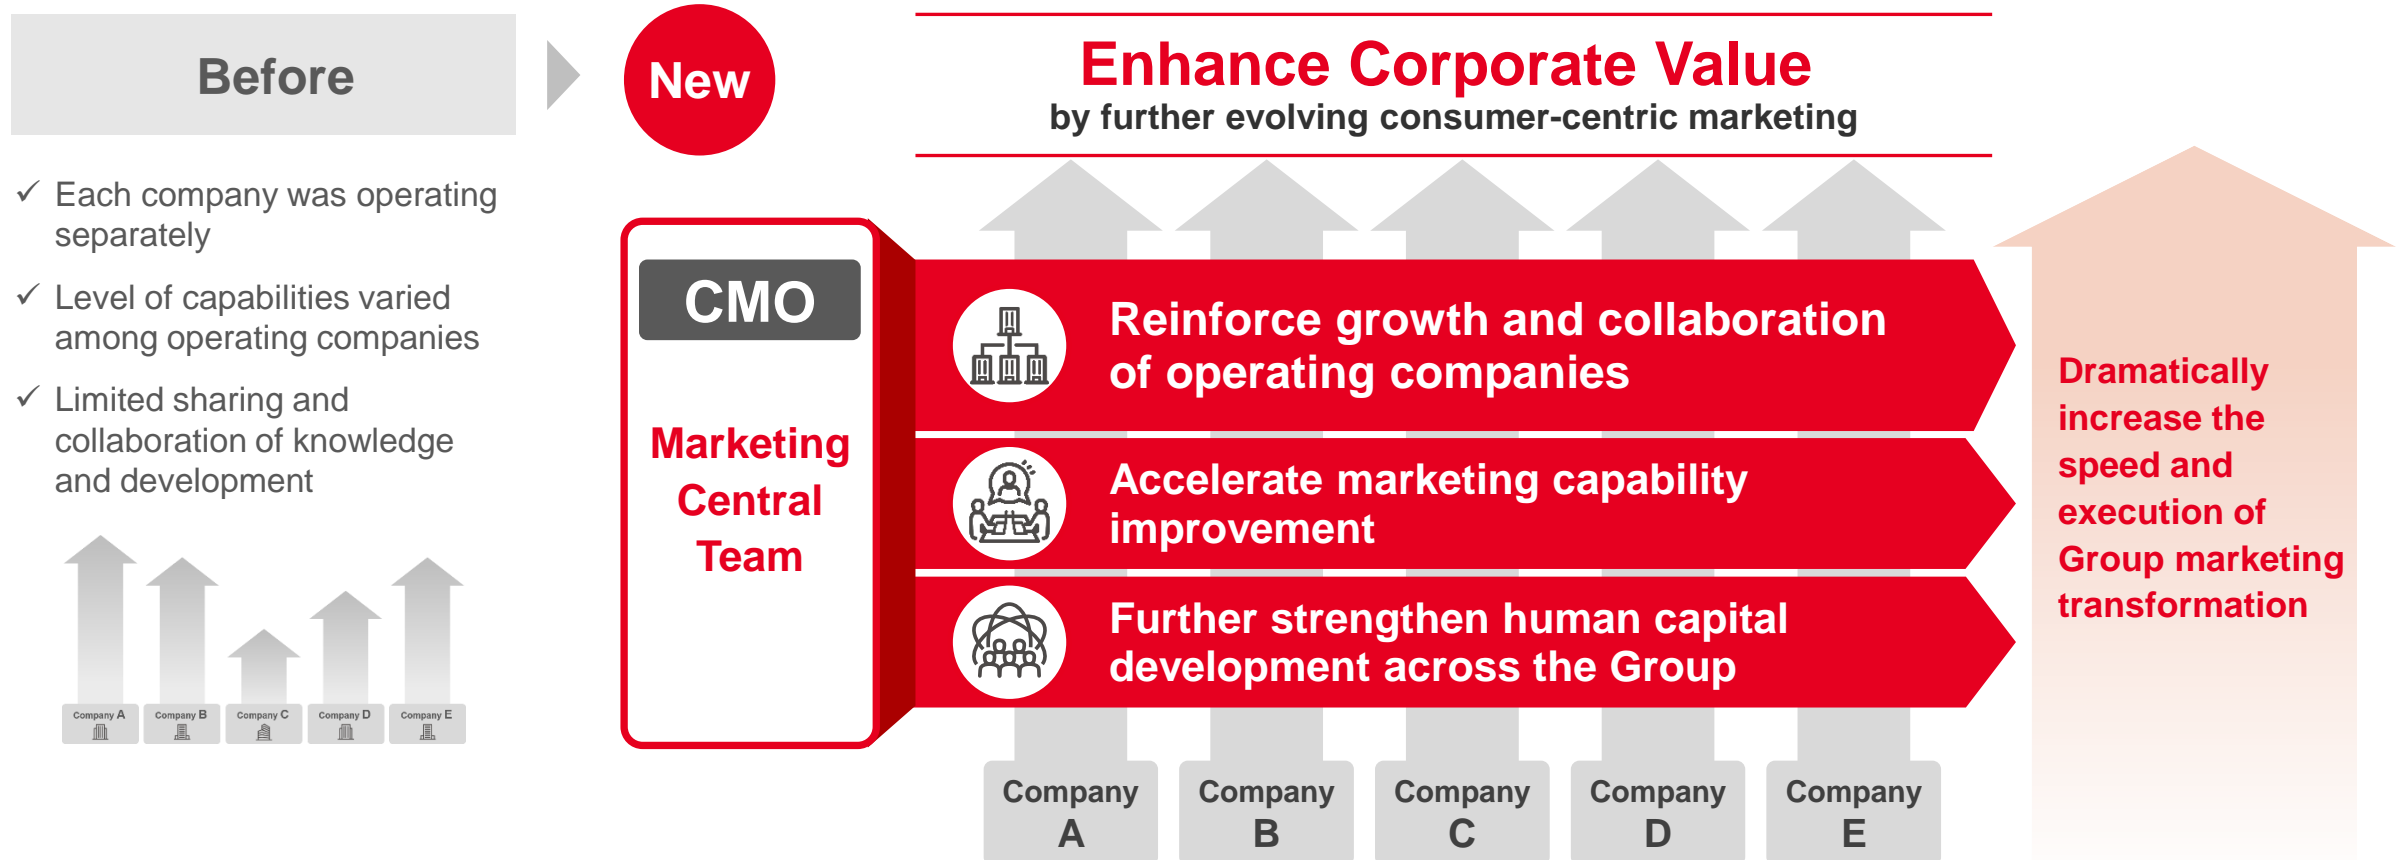 Before
✓ Each company was operating
separately
✓ Level of capabilities varied
among operating companies
✓ Limited sharing and
collaboration of knowledge
and development
Company A
Company B
Company C
Company D
Company E
New
Enhance Corporate Value
by further evolving consumer-centric marketing
CMO
Marketing
Central
Team
Reinforce growth and collaboration
of operating companies
Accelerate marketing capability
improvement
Further strengthen human capital
development across the Group
Company
A
Company
B
Company
C
Company
D
Company
E
Dramatically
increase the
speed and
execution of
Group marketing
transformation